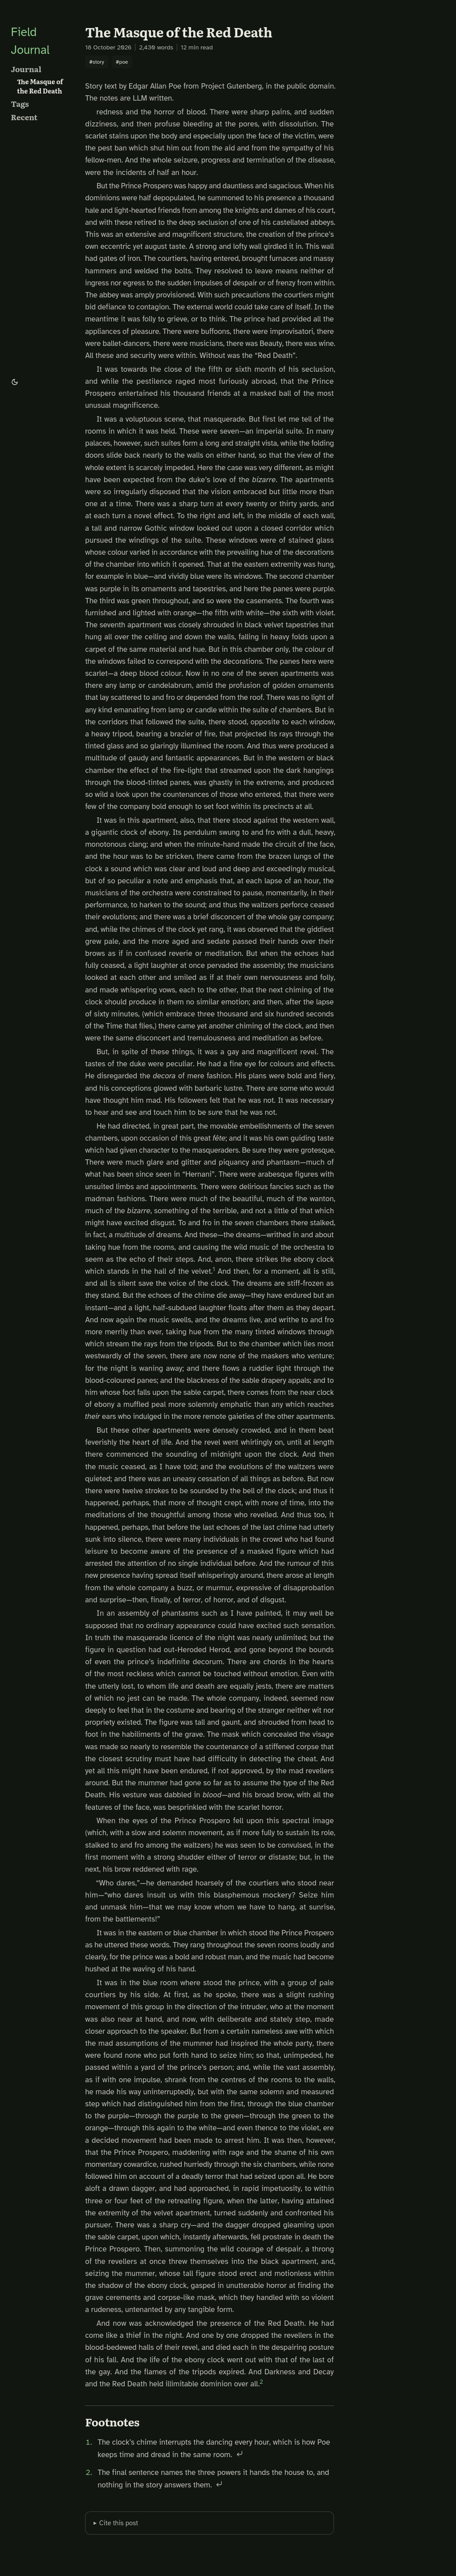 Field
Journal
Journal
The Masque of
the Red Death
Tags
Recent
The Masque of the Red Death
18 October 2026 | 2,430 words | 12 min read
#story #poe
Story text by Edgar Allan Poe from Project Gutenberg, in the public domain.
The notes are LLM written.
redness and the horror of blood. There were sharp pains, and sudden
dizziness, and then profuse bleeding at the pores, with dissolution. The
scarlet stains upon the body and especially upon the face of the victim, were
the pest ban which shut him out from the aid and from the sympathy of his
fellow-men. And the whole seizure, progress and termination of the disease,
were the incidents of half an hour.
But the Prince Prospero was happy and dauntless and sagacious. When his
dominions were half depopulated, he summoned to his presence a thousand
hale and light-hearted friends from among the knights and dames of his court,
and with these retired to the deep seclusion of one of his castellated abbeys.
This was an extensive and magnificent structure, the creation of the prince's
own eccentric yet august taste. A strong and lofty wall girdled it in. This wall
had gates of iron. The courtiers, having entered, brought furnaces and massy
hammers and welded the bolts. They resolved to leave means neither of
ingress nor egress to the sudden impulses of despair or of frenzy from within.
The abbey was amply provisioned. With such precautions the courtiers might
bid defiance to contagion. The external world could take care of itself. In the
meantime it was folly to grieve, or to think. The prince had provided all the
appliances of pleasure. There were buffoons, there were improvisatori, there
were ballet-dancers, there were musicians, there was Beauty, there was wine.
All these and security were within. Without was the “Red Death”.
It was towards the close of the fifth or sixth month of his seclusion,
and while the pestilence raged most furiously abroad, that the Prince
Prospero entertained his thousand friends at a masked ball of the most
unusual magnificence.
It was a voluptuous scene, that masquerade. But first let me tell of the
rooms in which it was held. These were seven—an imperial suite. In many
palaces, however, such suites form a long and straight vista, while the folding
doors slide back nearly to the walls on either hand, so that the view of the
whole extent is scarcely impeded. Here the case was very different, as might
have been expected from the duke's love of the bizarre. The apartments
were so irregularly disposed that the vision embraced but little more than
one at a time. There was a sharp turn at every twenty or thirty yards, and
at each turn a novel effect. To the right and left, in the middle of each wall,
a tall and narrow Gothic window looked out upon a closed corridor which
pursued the windings of the suite. These windows were of stained glass
whose colour varied in accordance with the prevailing hue of the decorations
of the chamber into which it opened. That at the eastern extremity was hung,
for example in blue—and vividly blue were its windows. The second chamber
was purple in its ornaments and tapestries, and here the panes were purple.
The third was green throughout, and so were the casements. The fourth was
furnished and lighted with orange—the fifth with white—the sixth with violet.
The seventh apartment was closely shrouded in black velvet tapestries that
hung all over the ceiling and down the walls, falling in heavy folds upon a
carpet of the same material and hue. But in this chamber only, the colour of
the windows failed to correspond with the decorations. The panes here were
scarlet—a deep blood colour. Now in no one of the seven apartments was
there any lamp or candelabrum, amid the profusion of golden ornaments
that lay scattered to and fro or depended from the roof. There was no light of
any kind emanating from lamp or candle within the suite of chambers. But in
the corridors that followed the suite, there stood, opposite to each window,
a heavy tripod, bearing a brazier of fire, that projected its rays through the
tinted glass and so glaringly illumined the room. And thus were produced a
multitude of gaudy and fantastic appearances. But in the western or black
chamber the effect of the fire-light that streamed upon the dark hangings
through the blood-tinted panes, was ghastly in the extreme, and produced
so wild a look upon the countenances of those who entered, that there were
few of the company bold enough to set foot within its precincts at all.
It was in this apartment, also, that there stood against the western wall,
a gigantic clock of ebony. Its pendulum swung to and fro with a dull, heavy,
monotonous clang; and when the minute-hand made the circuit of the face,
and the hour was to be stricken, there came from the brazen lungs of the
clock a sound which was clear and loud and deep and exceedingly musical,
but of so peculiar a note and emphasis that, at each lapse of an hour, the
musicians of the orchestra were constrained to pause, momentarily, in their
performance, to harken to the sound; and thus the waltzers perforce ceased
their evolutions; and there was a brief disconcert of the whole gay company;
and, while the chimes of the clock yet rang, it was observed that the giddiest
grew pale, and the more aged and sedate passed their hands over their
brows as if in confused reverie or meditation. But when the echoes had
fully ceased, a light laughter at once pervaded the assembly; the musicians
looked at each other and smiled as if at their own nervousness and folly,
and made whispering vows, each to the other, that the next chiming of the
clock should produce in them no similar emotion; and then, after the lapse
of sixty minutes, (which embrace three thousand and six hundred seconds
of the Time that flies,) there came yet another chiming of the clock, and then
were the same disconcert and tremulousness and meditation as before.
But, in spite of these things, it was a gay and magnificent revel. The
tastes of the duke were peculiar. He had a fine eye for colours and effects.
He disregarded the decora of mere fashion. His plans were bold and fiery,
and his conceptions glowed with barbaric lustre. There are some who would
have thought him mad. His followers felt that he was not. It was necessary
to hear and see and touch him to be sure that he was not.
He had directed, in great part, the movable embellishments of the seven
chambers, upon occasion of this great fête; and it was his own guiding taste
which had given character to the masqueraders. Be sure they were grotesque.
There were much glare and glitter and piquancy and phantasm—much of
what has been since seen in “Hernani”. There were arabesque figures with
unsuited limbs and appointments. There were delirious fancies such as the
madman fashions. There were much of the beautiful, much of the wanton,
much of the bizarre, something of the terrible, and not a little of that which
might have excited disgust. To and fro in the seven chambers there stalked,
in fact, a multitude of dreams. And these—the dreams—writhed in and about
taking hue from the rooms, and causing the wild music of the orchestra to
seem as the echo of their steps. And, anon, there strikes the ebony clock
which stands in the hall of the velvet.1 And then, for a moment, all is still,
and all is silent save the voice of the clock. The dreams are stiff-frozen as
they stand. But the echoes of the chime die away—they have endured but an
instant—and a light, half-subdued laughter floats after them as they depart.
And now again the music swells, and the dreams live, and writhe to and fro
more merrily than ever, taking hue from the many tinted windows through
which stream the rays from the tripods. But to the chamber which lies most
westwardly of the seven, there are now none of the maskers who venture;
for the night is waning away; and there flows a ruddier light through the
blood-coloured panes; and the blackness of the sable drapery appals; and to
him whose foot falls upon the sable carpet, there comes from the near clock
of ebony a muffled peal more solemnly emphatic than any which reaches
their ears who indulged in the more remote gaieties of the other apartments.
But these other apartments were densely crowded, and in them beat
feverishly the heart of life. And the revel went whirlingly on, until at length
there commenced the sounding of midnight upon the clock. And then
the music ceased, as I have told; and the evolutions of the waltzers were
quieted; and there was an uneasy cessation of all things as before. But now
there were twelve strokes to be sounded by the bell of the clock; and thus it
happened, perhaps, that more of thought crept, with more of time, into the
meditations of the thoughtful among those who revelled. And thus too, it
happened, perhaps, that before the last echoes of the last chime had utterly
sunk into silence, there were many individuals in the crowd who had found
leisure to become aware of the presence of a masked figure which had
arrested the attention of no single individual before. And the rumour of this
new presence having spread itself whisperingly around, there arose at length
from the whole company a buzz, or murmur, expressive of disapprobation
and surprise—then, finally, of terror, of horror, and of disgust.
In an assembly of phantasms such as I have painted, it may well be
supposed that no ordinary appearance could have excited such sensation.
In truth the masquerade licence of the night was nearly unlimited; but the
figure in question had out-Heroded Herod, and gone beyond the bounds
of even the prince's indefinite decorum. There are chords in the hearts
of the most reckless which cannot be touched without emotion. Even with
the utterly lost, to whom life and death are equally jests, there are matters
of which no jest can be made. The whole company, indeed, seemed now
deeply to feel that in the costume and bearing of the stranger neither wit nor
propriety existed. The figure was tall and gaunt, and shrouded from head to
foot in the habiliments of the grave. The mask which concealed the visage
was made so nearly to resemble the countenance of a stiffened corpse that
the closest scrutiny must have had difficulty in detecting the cheat. And
yet all this might have been endured, if not approved, by the mad revellers
around. But the mummer had gone so far as to assume the type of the Red
Death. His vesture was dabbled in blood—and his broad brow, with all the
features of the face, was besprinkled with the scarlet horror.
When the eyes of the Prince Prospero fell upon this spectral image
(which, with a slow and solemn movement, as if more fully to sustain its role,
stalked to and fro among the waltzers) he was seen to be convulsed, in the
first moment with a strong shudder either of terror or distaste; but, in the
next, his brow reddened with rage.
“Who dares,”—he demanded hoarsely of the courtiers who stood near
him—“who dares insult us with this blasphemous mockery? Seize him
and unmask him—that we may know whom we have to hang, at sunrise,
from the battlements!”
It was in the eastern or blue chamber in which stood the Prince Prospero
as he uttered these words. They rang throughout the seven rooms loudly and
clearly, for the prince was a bold and robust man, and the music had become
hushed at the waving of his hand.
It was in the blue room where stood the prince, with a group of pale
courtiers by his side. At first, as he spoke, there was a slight rushing
movement of this group in the direction of the intruder, who at the moment
was also near at hand, and now, with deliberate and stately step, made
closer approach to the speaker. But from a certain nameless awe with which
the mad assumptions of the mummer had inspired the whole party, there
were found none who put forth hand to seize him; so that, unimpeded, he
passed within a yard of the prince's person; and, while the vast assembly,
as if with one impulse, shrank from the centres of the rooms to the walls,
he made his way uninterruptedly, but with the same solemn and measured
step which had distinguished him from the first, through the blue chamber
to the purple—through the purple to the green—through the green to the
orange—through this again to the white—and even thence to the violet, ere
a decided movement had been made to arrest him. It was then, however,
that the Prince Prospero, maddening with rage and the shame of his own
momentary cowardice, rushed hurriedly through the six chambers, while none
followed him on account of a deadly terror that had seized upon all. He bore
aloft a drawn dagger, and had approached, in rapid impetuosity, to within
three or four feet of the retreating figure, when the latter, having attained
the extremity of the velvet apartment, turned suddenly and confronted his
pursuer. There was a sharp cry—and the dagger dropped gleaming upon
the sable carpet, upon which, instantly afterwards, fell prostrate in death the
Prince Prospero. Then, summoning the wild courage of despair, a throng
of the revellers at once threw themselves into the black apartment, and,
seizing the mummer, whose tall figure stood erect and motionless within
the shadow of the ebony clock, gasped in unutterable horror at finding the
grave cerements and corpse-like mask, which they handled with so violent
a rudeness, untenanted by any tangible form.
And now was acknowledged the presence of the Red Death. He had
come like a thief in the night. And one by one dropped the revellers in the
blood-bedewed halls of their revel, and died each in the despairing posture
of his fall. And the life of the ebony clock went out with that of the last of
the gay. And the flames of the tripods expired. And Darkness and Decay
and the Red Death held illimitable dominion over all.2
Footnotes
1. The clock's chime interrupts the dancing every hour, which is how Poe
keeps time and dread in the same room. ↩
2. The final sentence names the three powers it hands the house to, and
nothing in the story answers them. ↩
▸ Cite this post